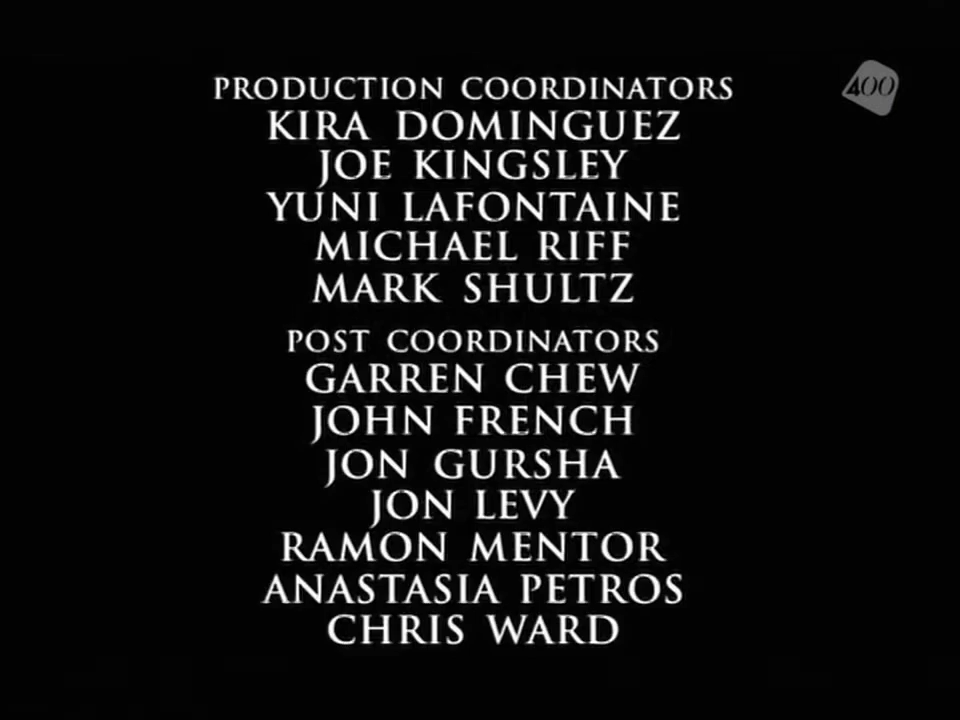 400
PRODUCTION COORDINATORS
KIRA DOMINGUEZ
JOE KINGSLEY
YUNI LAFONTAINE
MICHAEL RIFF
MARK SHULTZ
POST COORDINATORS
GARREN CHEW
JOHN FRENCH
JON GURSHA
JON LEVY
RAMON MENTOR
ANASTASIA PETROS
CHRIS WARD